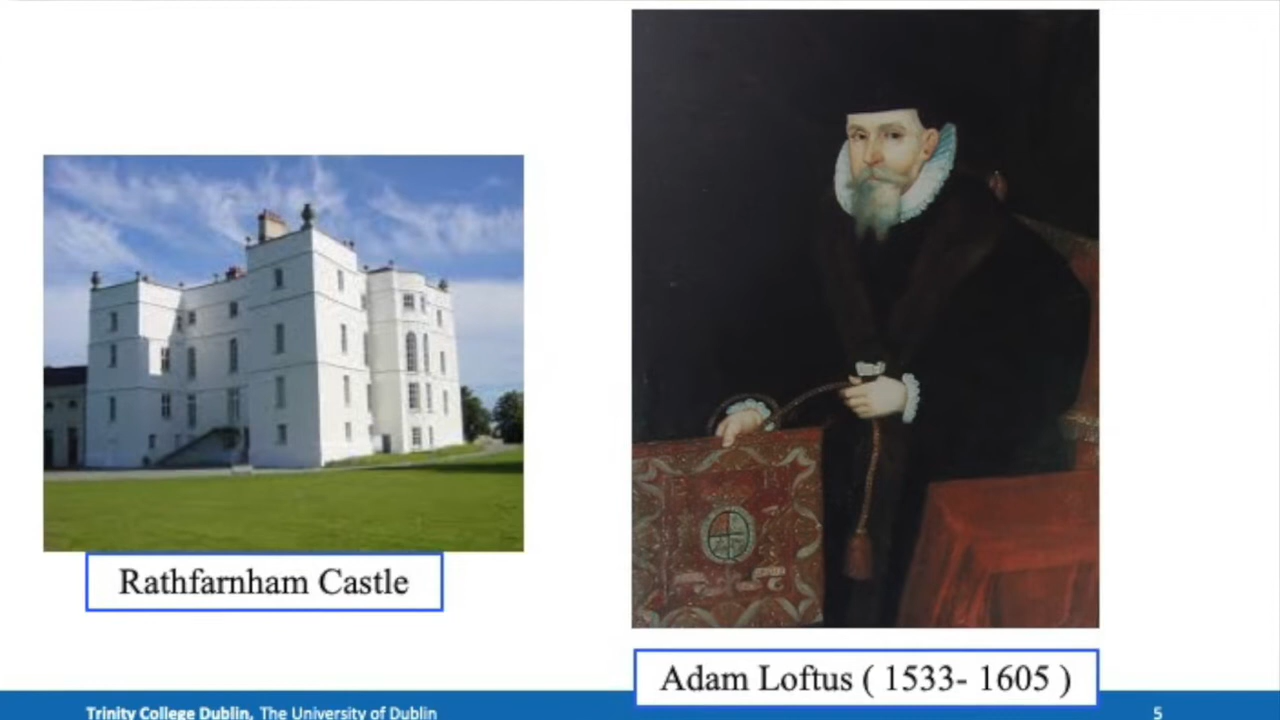 Rathfarnham Castle
Adam Loftus ( 1533- 1605 )
Trinity College Dublin, The University of Dublin
5